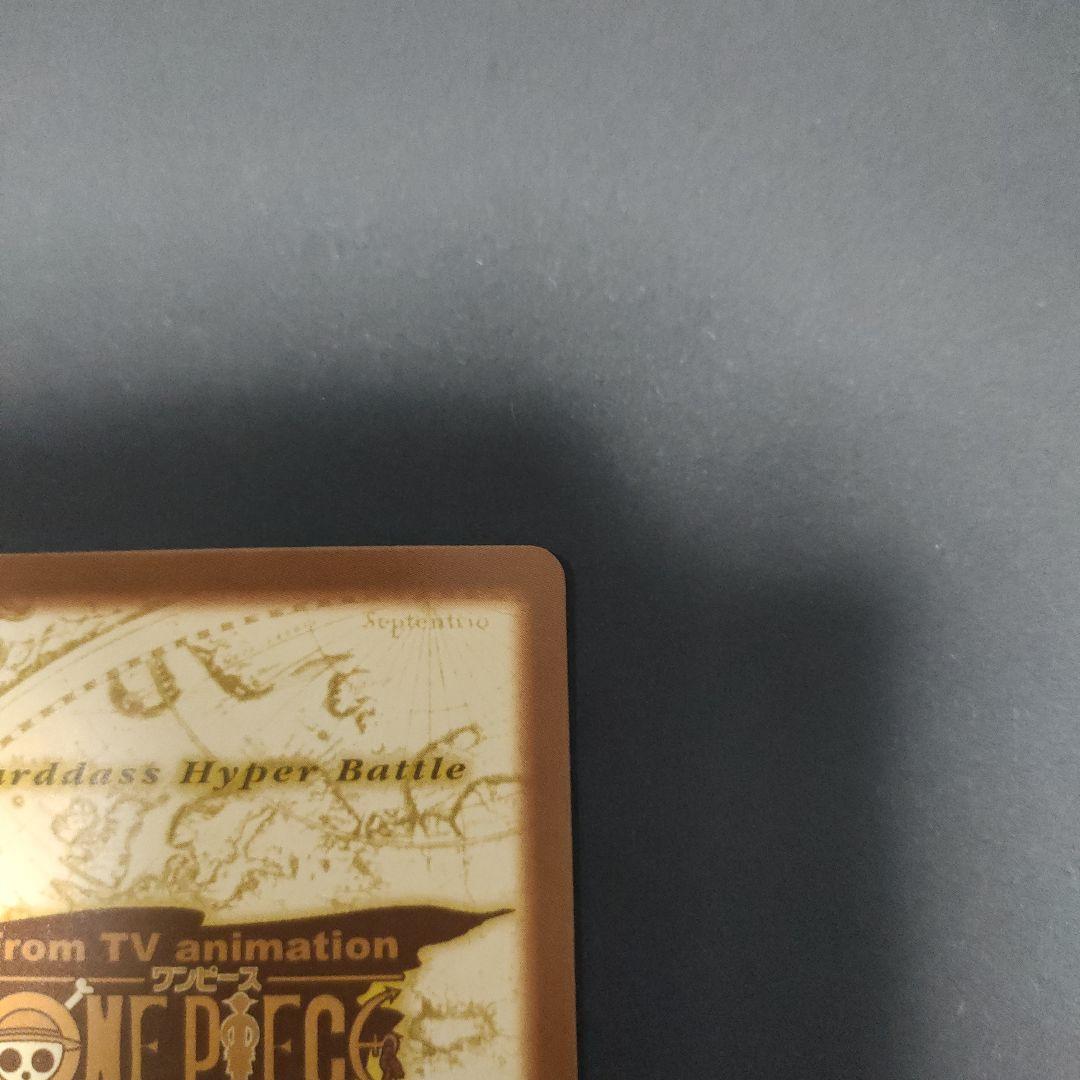 Septentrio
arddass Hyper Battle
from TV animation
ワンピース
ONE PIECE